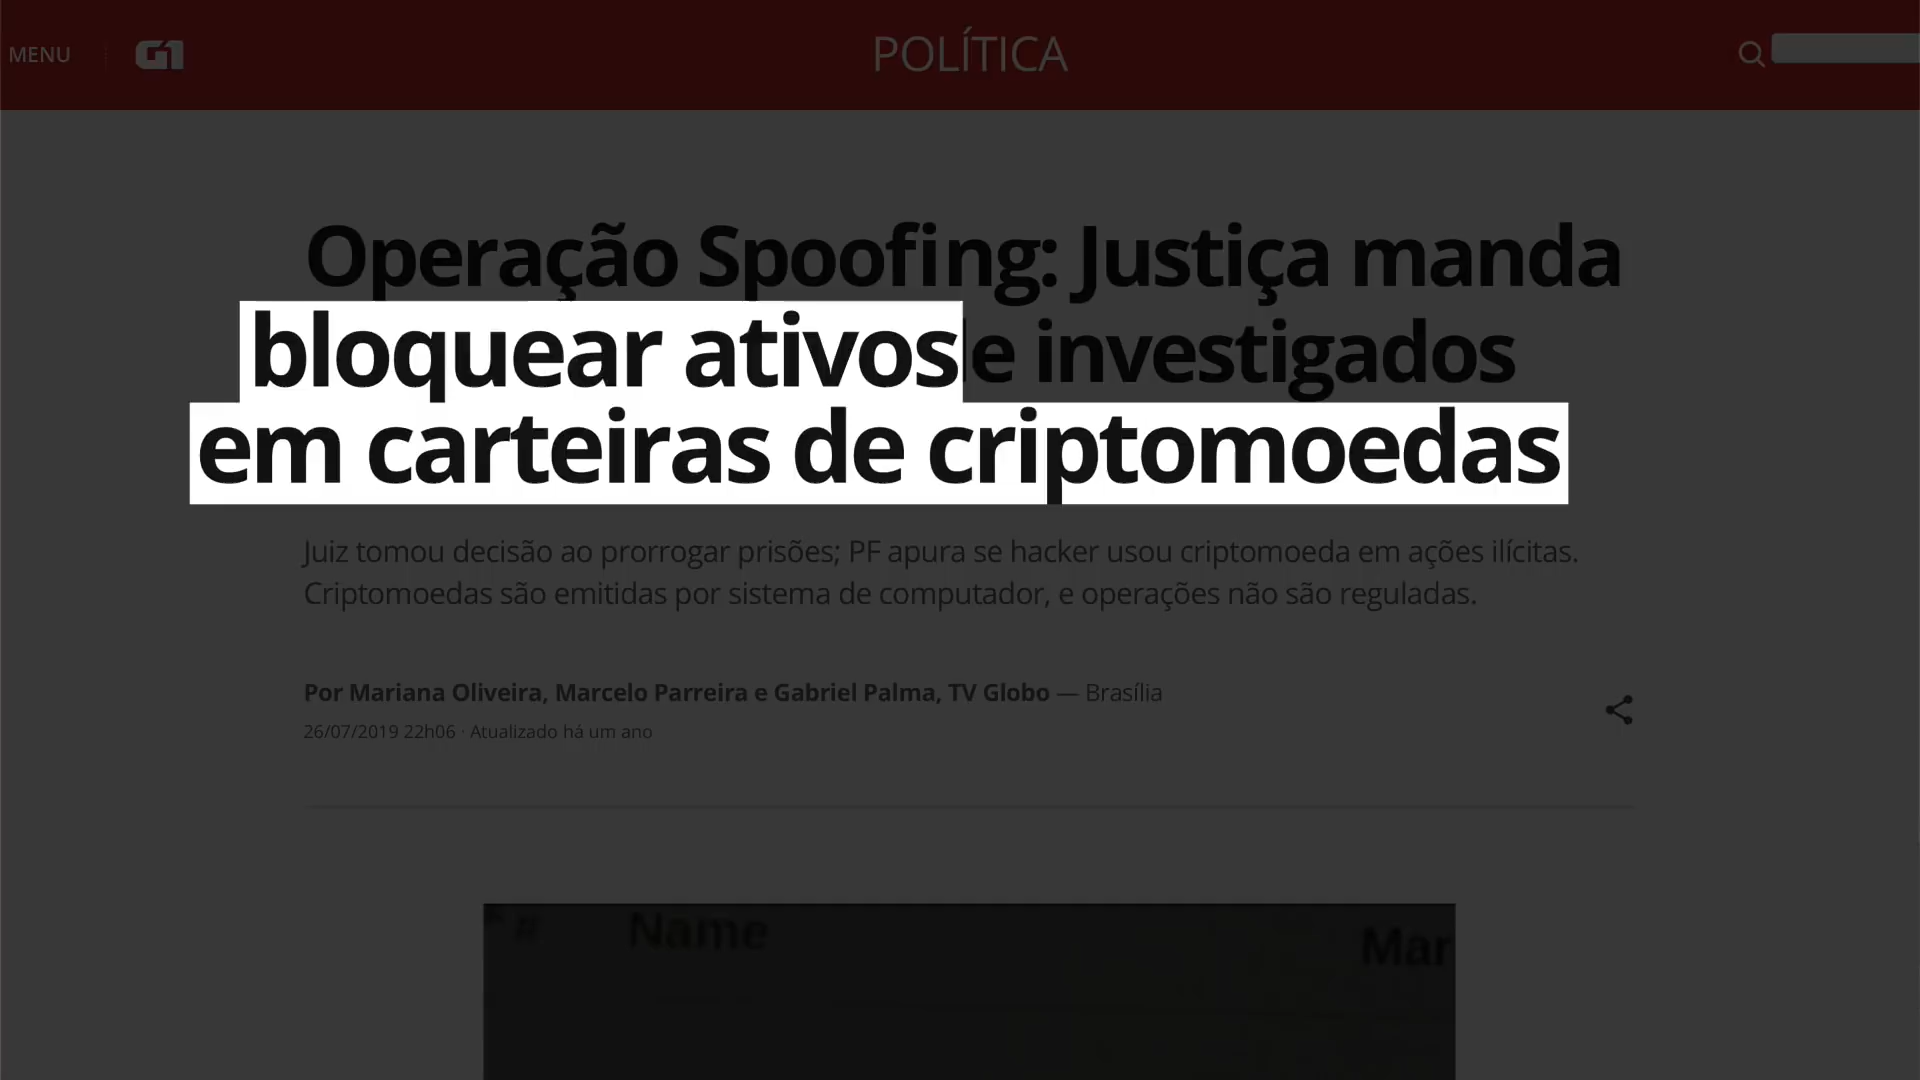 MENU
G1
POLÍTICA
Operação Spoofing: Justiça manda
bloquear ativos e investigados
em carteiras de criptomoedas
Juiz tomou decisão ao prorrogar prisões; PF apura se hacker usou criptomoeda em ações ilícitas.
Criptomoedas são emitidas por sistema de computador, e operações não são reguladas.
Por Mariana Oliveira, Marcelo Parreira e Gabriel Palma, TV Globo — Brasília
26/07/2019 22h06 · Atualizado há um ano
# Name Mar